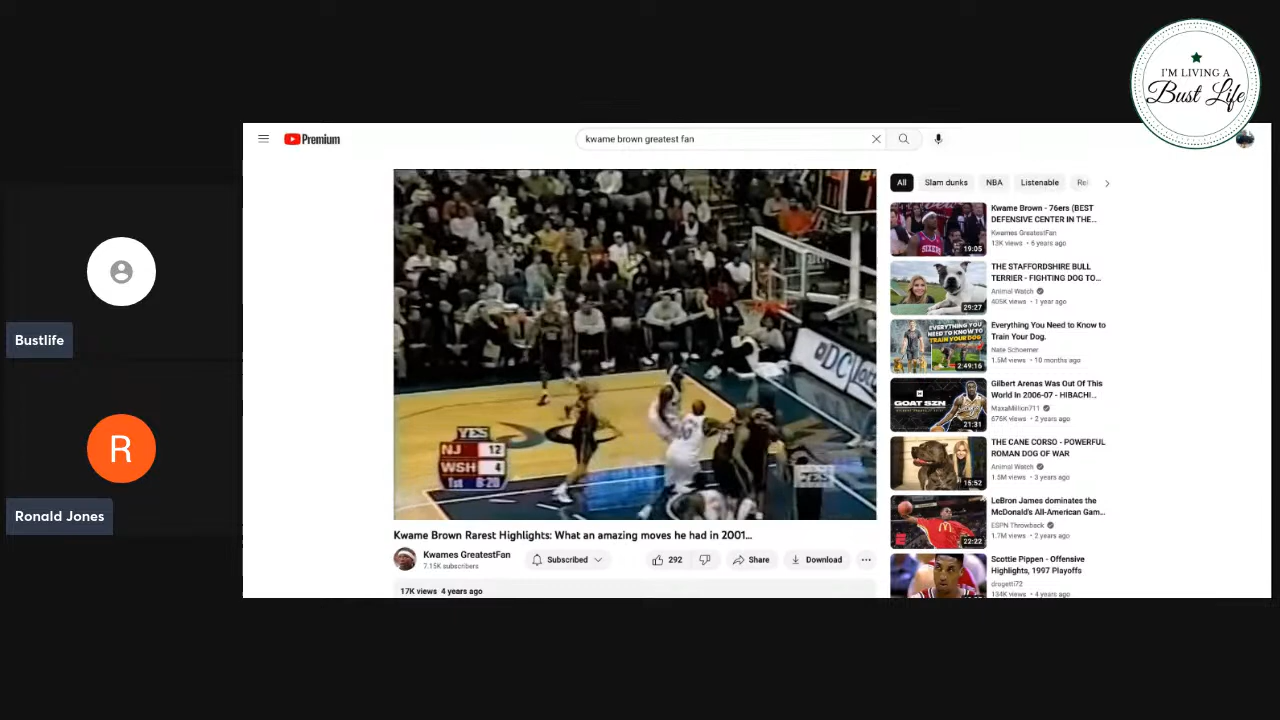 I'M LIVING A
Bust Life
Premium
kwame brown greatest fan
Bustlife
R
Ronald Jones
YES
NJ 12
WSH 4
1st 8:20
YES
Kwame Brown Rarest Highlights: What an amazing moves he had in 2001...
Kwames GreatestFan
7.15K subscribers
Subscribed
292
Share
Download
17K views 4 years ago
All
Slam dunks
NBA
Listenable
Kwame Brown - 76ers (BEST
DEFENSIVE CENTER IN THE...
Kwames GreatestFan
13K views • 6 years ago
19:05
THE STAFFORDSHIRE BULL
TERRIER - FIGHTING DOG TO...
Animal Watch
405K views • 1 year ago
29:27
EVERYTHING YOU
NEED TO KNOW TO
TRAIN YOUR DOG.
Everything You Need to Know to
Train Your Dog.
Nate Schoemer
1.5M views • 10 months ago
2:49:16
GOAT SZN
Gilbert Arenas Was Out Of This
World In 2006-07 - HIBACHI...
MaxaMillion711
676K views • 2 years ago
21:31
THE CANE CORSO - POWERFUL
ROMAN DOG OF WAR
Animal Watch
1.5M views • 3 years ago
15:52
LeBron James dominates the
McDonald's All-American Gam...
ESPN Throwback
1.7M views • 2 years ago
22:22
Scottie Pippen - Offensive
Highlights, 1997 Playoffs
drogetti72
134K views • 4 years ago